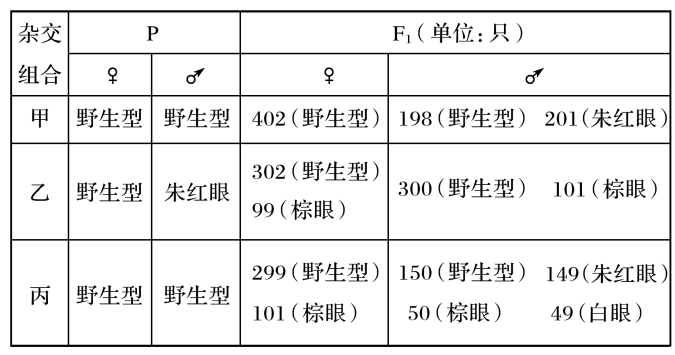 杂交组合 P F₁(单位:只)
♀ ♂ ♀ ♂
甲 野生型 野生型 402(野生型) 198(野生型) 201(朱红眼)
乙 野生型 朱红眼 302(野生型) 99(棕眼) 300(野生型) 101(棕眼)
丙 野生型 野生型 299(野生型) 101(棕眼) 150(野生型) 149(朱红眼) 50(棕眼) 49(白眼)